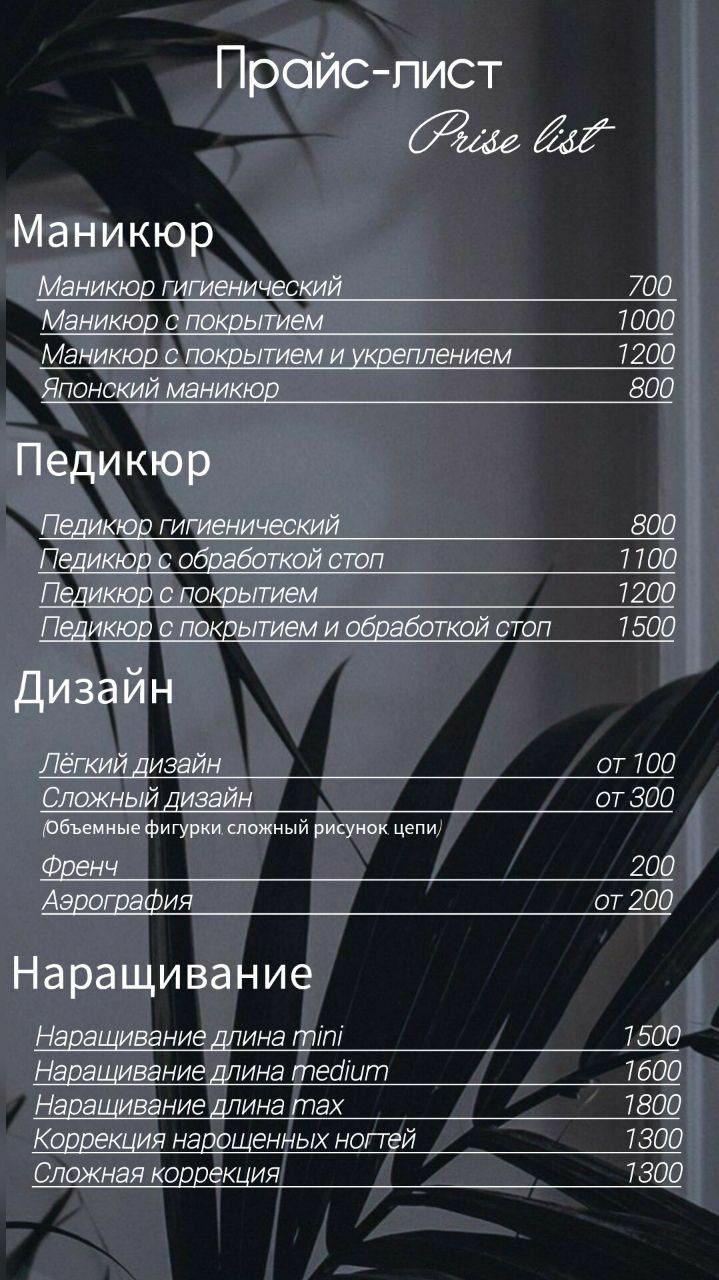 Прайс-лист
Prise list
Маникюр
Маникюр гигиенический 700
Маникюр с покрытием 1000
Маникюр с покрытием и укреплением 1200
Японский маникюр 800
Педикюр
Педикюр гигиенический 800
Педикюр с обработкой стоп 1100
Педикюр с покрытием 1200
Педикюр с покрытием и обработкой стоп 1500
Дизайн
Лёгкий дизайн от 100
Сложный дизайн от 300
(Объемные фигурки, сложный рисунок, цепи)
Френч 200
Аэрография от 200
Наращивание
Наращивание длина mini 1500
Наращивание длина medium 1600
Наращивание длина max 1800
Коррекция нарощенных ногтей 1300
Сложная коррекция 1300